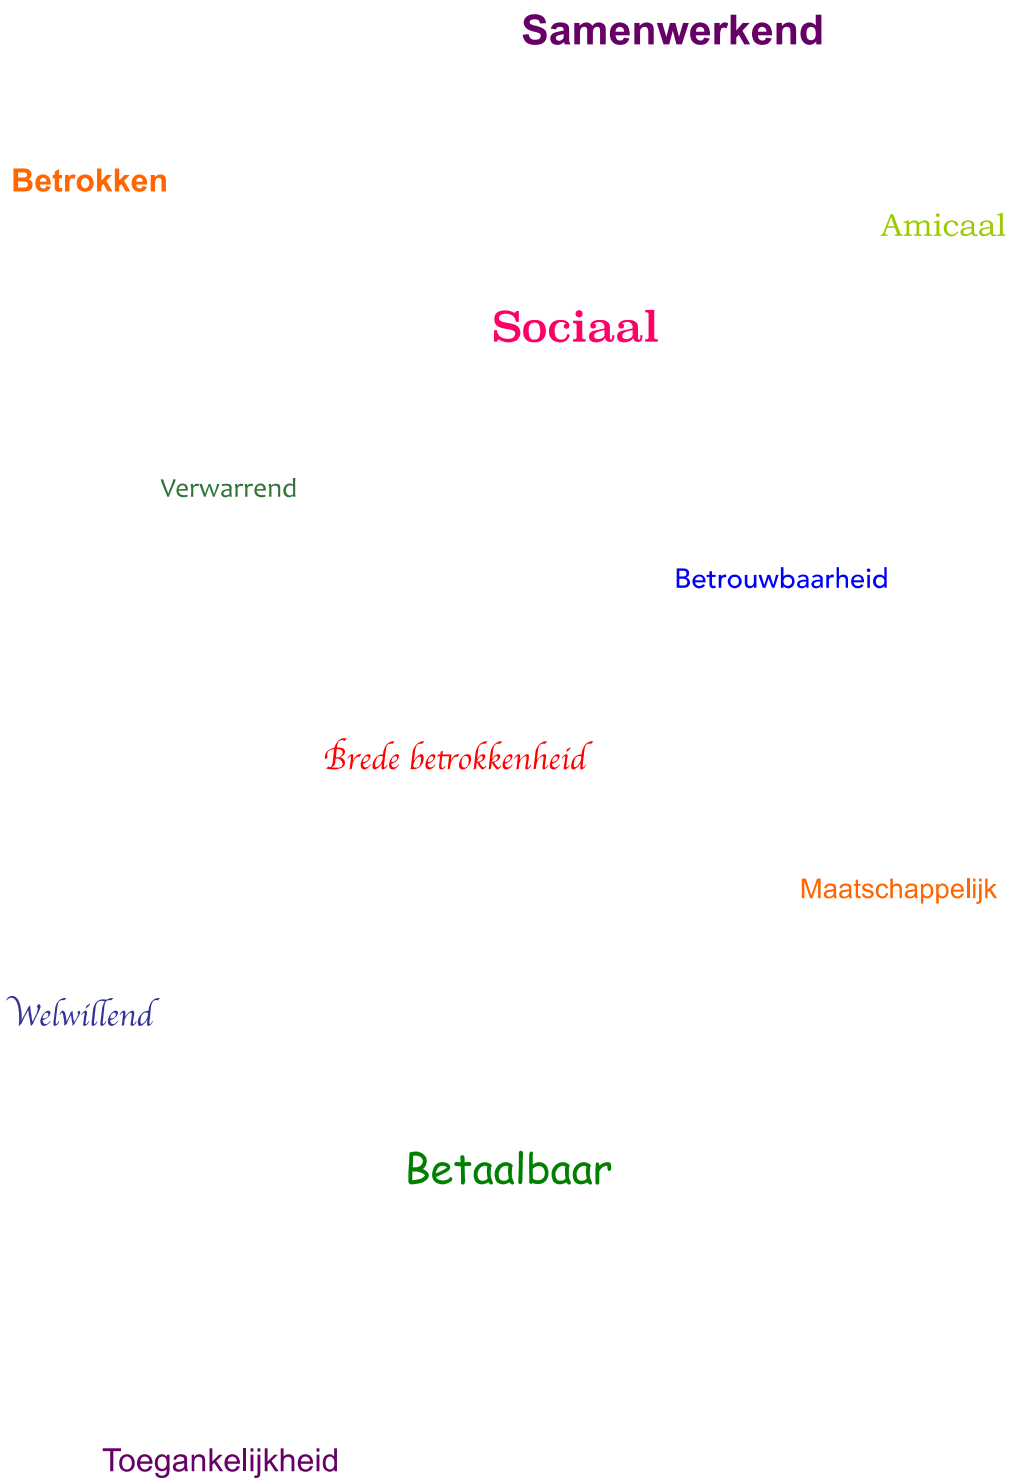 Samenwerkend
Betrokken
Amicaal
Sociaal
Verwarrend
Betrouwbaarheid
Brede betrokkenheid
Maatschappelijk
Welwillend
Betaalbaar
Toegankelijkheid